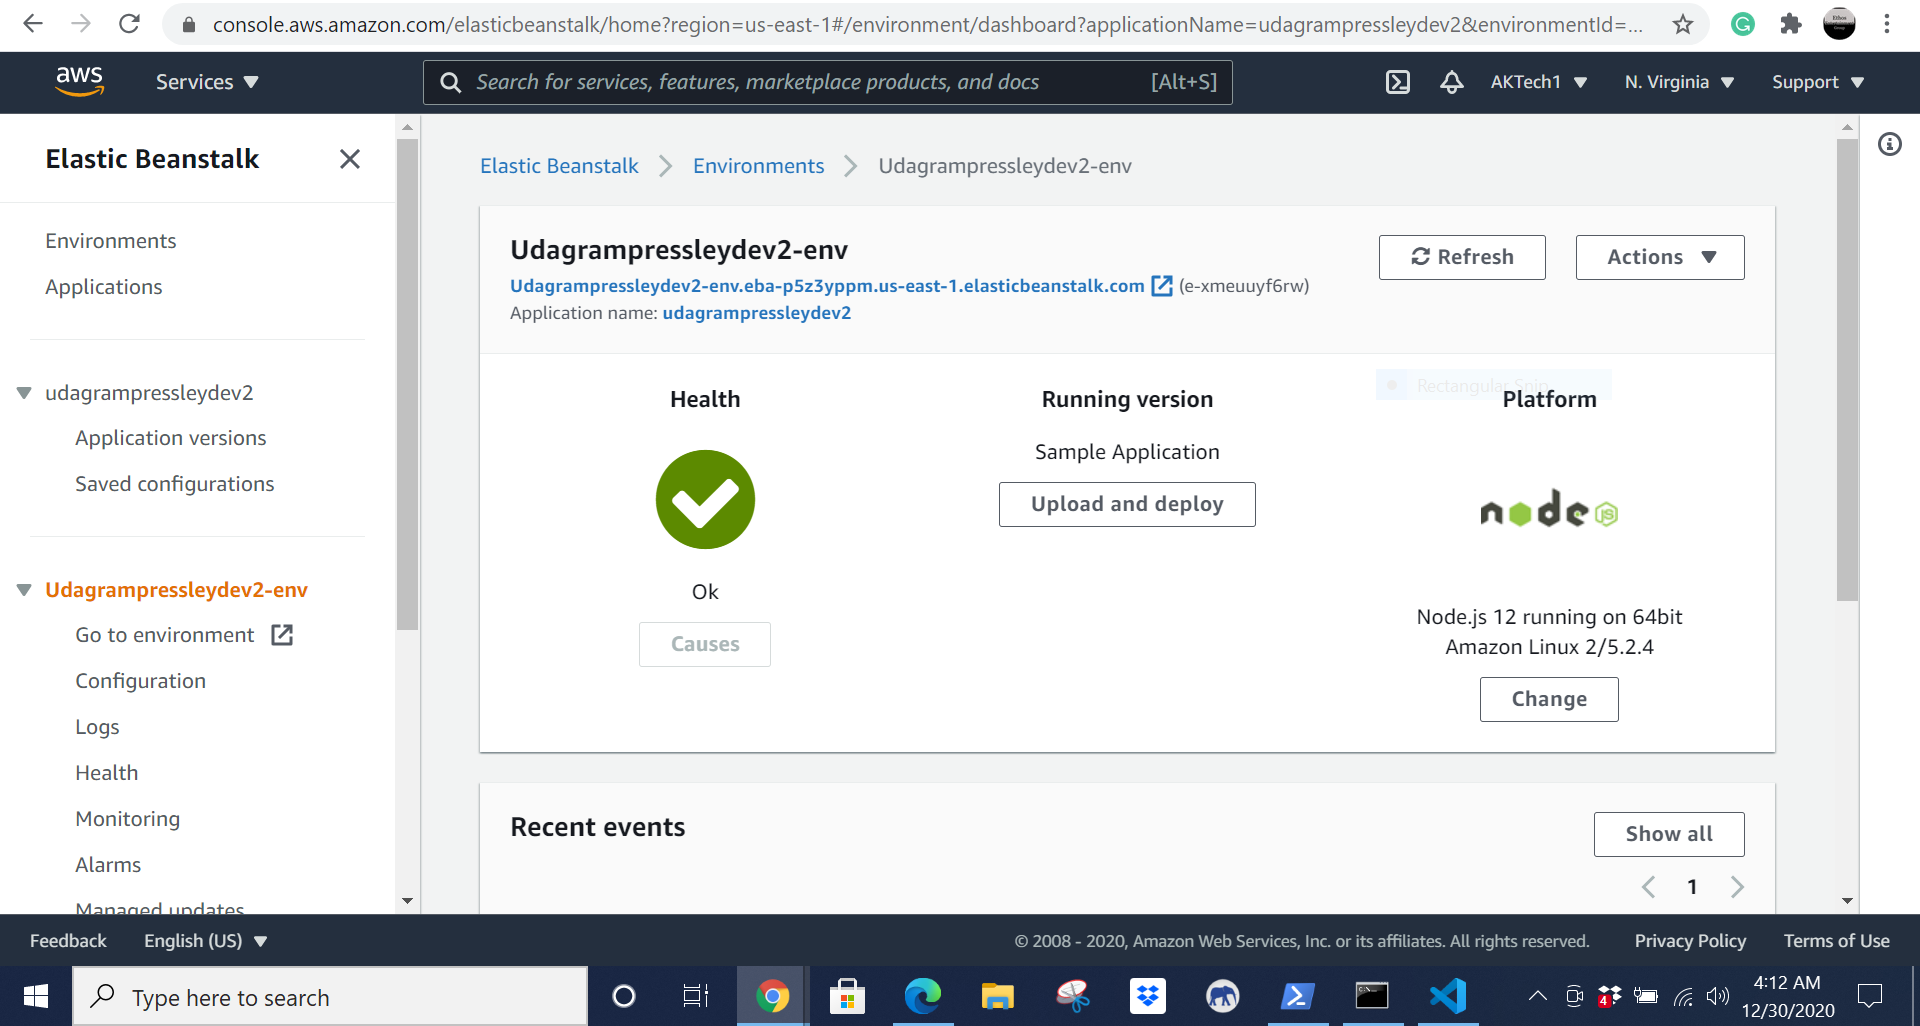 console.aws.amazon.com/elasticbeanstalk/home?region=us-east-1#/environment/dashboard?applicationName=udagrampressleydev2&environmentId=...
aws
Services
Search for services, features, marketplace products, and docs
[Alt+S]
AKTech1
N. Virginia
Support
Elastic Beanstalk
Environments
Applications
udagrampressleydev2
Application versions
Saved configurations
Udagrampressleydev2-env
Go to environment
Configuration
Logs
Health
Monitoring
Alarms
Managed updates
Elastic Beanstalk
Environments
Udagrampressleydev2-env
Udagrampressleydev2-env
Udagrampressleydev2-env.eba-p5z3yppm.us-east-1.elasticbeanstalk.com (e-xmeuuyf6rw)
Application name: udagrampressleydev2
Refresh
Actions
Health
Ok
Causes
Running version
Sample Application
Upload and deploy
Rectangular Snip
Platform
node
JS
Node.js 12 running on 64bit
Amazon Linux 2/5.2.4
Change
Recent events
Show all
1
Feedback
English (US)
© 2008 - 2020, Amazon Web Services, Inc. or its affiliates. All rights reserved.
Privacy Policy
Terms of Use
Type here to search
4
4:12 AM
12/30/2020